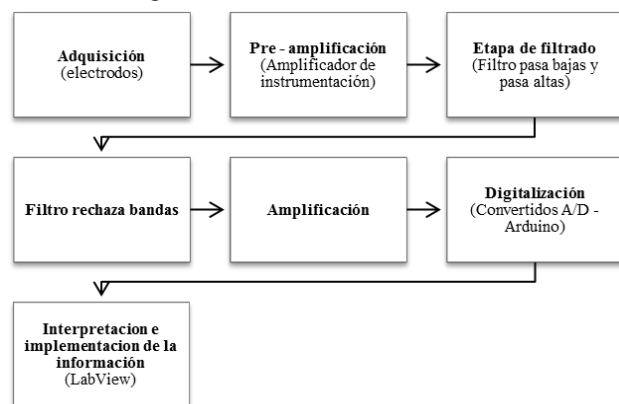 Adquisición
(electrodos)
Pre - amplificación
(Amplificador de
instrumentación)
Etapa de filtrado
(Filtro pasa bajas y
pasa altas)
Filtro rechaza bandas
Amplificación
Digitalización
(Convertidos A/D -
Arduino)
Interpretacion e
implementacion de la
información
(LabView)